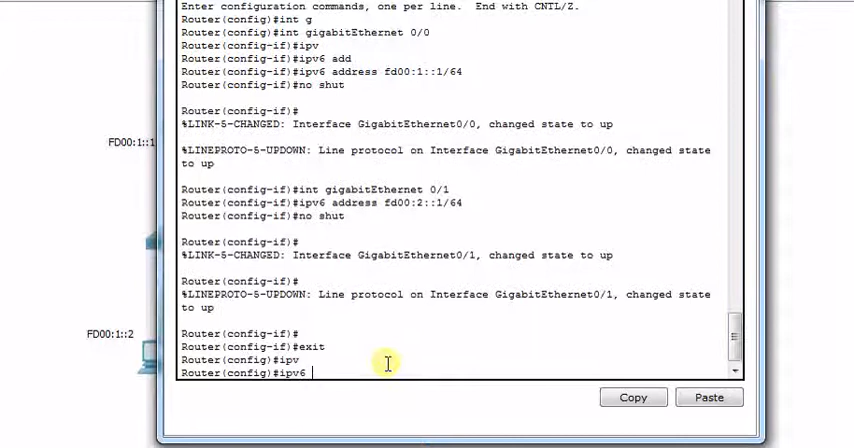 Enter configuration commands, one per line.  End with CNTL/Z.
Router(config)#int g
Router(config)#int gigabitEthernet 0/0
Router(config-if)#ipv
Router(config-if)#ipv6 add
Router(config-if)#ipv6 address fd00:1::1/64
Router(config-if)#no shut
Router(config-if)#
%LINK-5-CHANGED: Interface GigabitEthernet0/0, changed state to up
FD00:1::1
%LINEPROTO-5-UPDOWN: Line protocol on Interface GigabitEthernet0/0, changed state
to up
Router(config-if)#int gigabitEthernet 0/1
Router(config-if)#ipv6 address fd00:2::1/64
Router(config-if)#no shut
Router(config-if)#
%LINK-5-CHANGED: Interface GigabitEthernet0/1, changed state to up
Router(config-if)#
%LINEPROTO-5-UPDOWN: Line protocol on Interface GigabitEthernet0/1, changed state
to up
Router(config-if)#
FD00:1::2
Router(config-if)#exit
Router(config)#ipv
Router(config)#ipv6
Copy
Paste